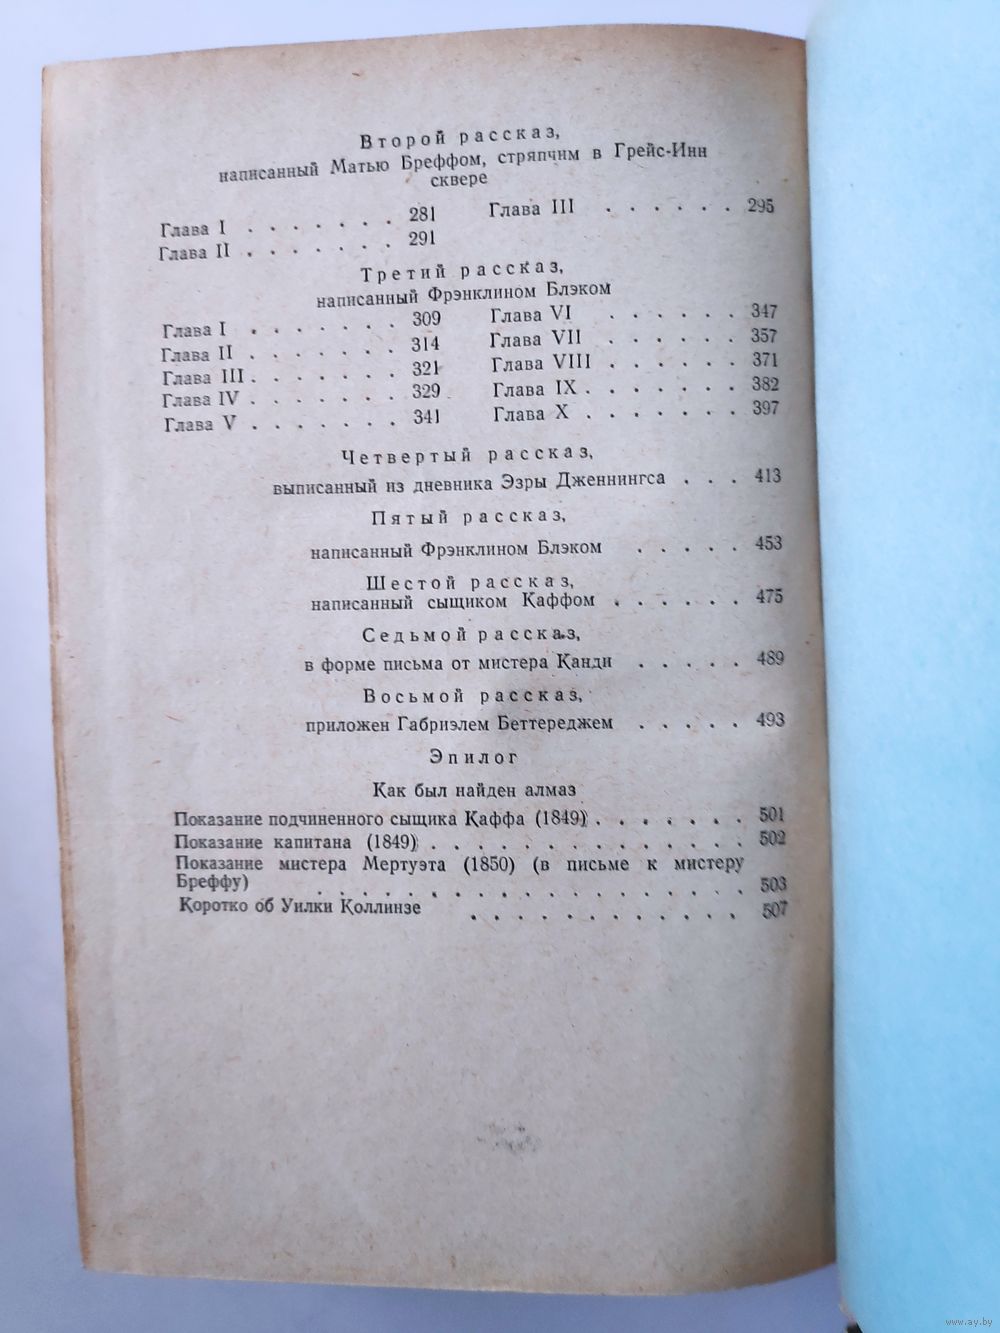 Второй рассказ,
написанный Матью Бреффом, стряпчим в Грейс-Инн
сквере
Глава I . . . . . . . 281
Глава II . . . . . . . 291
Глава III . . . . . . 295
Третий рассказ,
написанный Фрэнклином Блэком
Глава I . . . . . . . 309
Глава II . . . . . . . 314
Глава III . . . . . . . 321
Глава IV . . . . . . . 329
Глава V . . . . . . . 341
Глава VI . . . . . . 347
Глава VII . . . . . . 357
Глава VIII . . . . . . 371
Глава IX . . . . . . . 382
Глава X . . . . . . . 397
Четвертый рассказ,
выписанный из дневника Эзры Дженнингса . . . 413
Пятый рассказ,
написанный Фрэнклином Блэком . . . . . 453
Шестой рассказ,
написанный сыщиком Каффом . . . . . . 475
Седьмой рассказ,
в форме письма от мистера Канди . . . . . 489
Восьмой рассказ,
приложен Габриэлем Беттереджем . . . . . 493
Эпилог
Как был найден алмаз
Показание подчиненного сыщика Каффа (1849) . . . . . . . 501
Показание капитана (1849) . . . . . . . . . . . . . . 502
Показание мистера Мертуэта (1850) (в письме к мистеру
Бреффу) . . . . . . . . . . . . . . . . . . . 503
Коротко об Уилки Коллинзе . . . . . . . . . . . . 507
www.ay.by